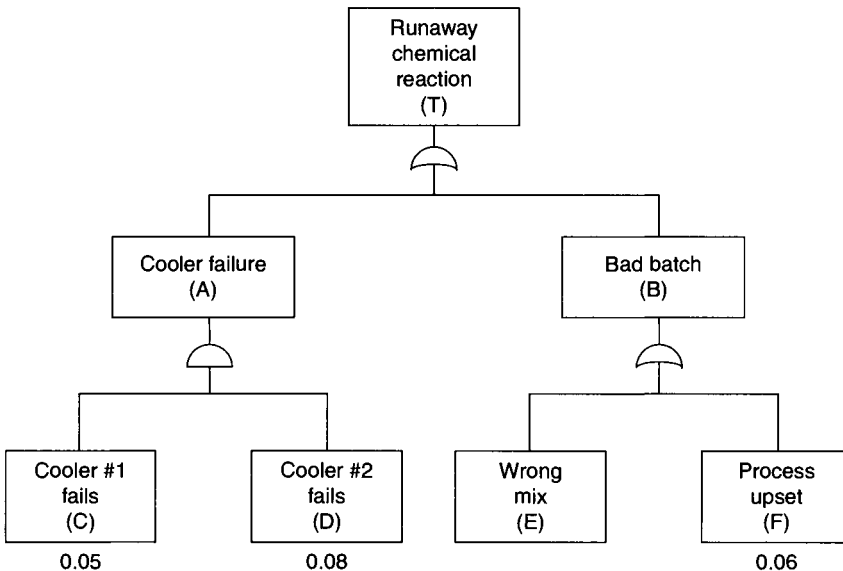 Runaway
chemical
reaction
(T)
Cooler failure
(A)
Bad batch
(B)
Cooler #1
fails
(C)
Cooler #2
fails
(D)
Wrong
mix
(E)
Process
upset
(F)
0.05
0.08
0.06